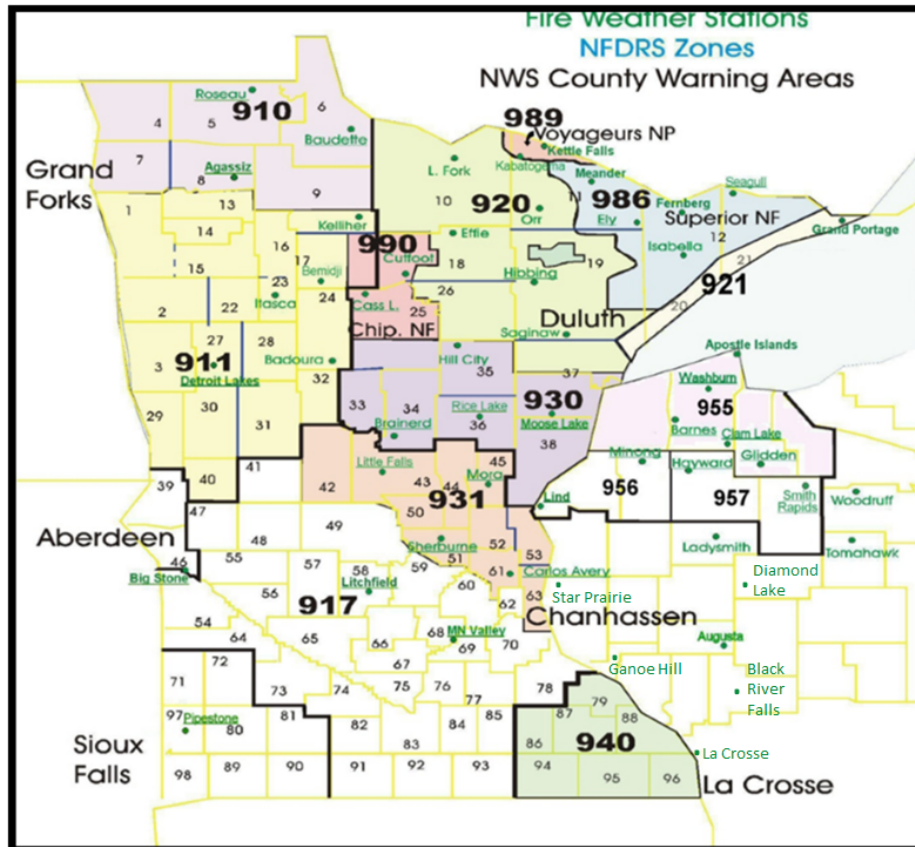 Fire Weather Stations
NFDRS Zones
NWS County Warning Areas
989
Voyageurs NP
Kettle Falls
Kabatogema
Roseau
910
4
5
6
Baudette
Grand
Forks
7
Agassiz
8
9
L. Fork
Meander
Seagull
10
920
Orr
11
986
Fernberg
Superior NF
Ely
12
Grand Portage
1
13
14
Kelliher
Effie
Isabella
16
17
990
Cutfoot
18
Hibbing
19
21
20
921
15
Bemidji
23
24
Itasca
26
Cass L.
25
Chip. NF
Saginaw
Duluth
2
22
27
28
3
911
Detroit Lakes
Badoura
Hill City
35
37
Apostle Islands
32
29
30
31
33
34
Brainerd
Rice Lake
36
930
Moose Lake
38
Washburn
955
Barnes
Clam Lake
Glidden
Minong
Hayward
956
957
Smith
Rapids
Woodruff
Lind
39
40
41
42
Little Falls
43
44
45
Mora
931
50
Aberdeen
47
48
49
Sherburne
51
52
53
Ladysmith
Tomahawk
46
Big Stone
55
57
58
59
Litchfield
56
917
60
61
Carlos Avery
62
63
Star Prairie
Diamond
Lake
Chanhassen
54
64
65
66
67
68
MN Valley
69
70
Augusta
Ganoe Hill
Black
River
Falls
71
72
73
74
75
76
77
78
79
97
Pipestone
80
81
82
83
84
85
86
87
88
940
Sioux
Falls
98
89
90
91
92
93
94
95
96
La Crosse
La Crosse